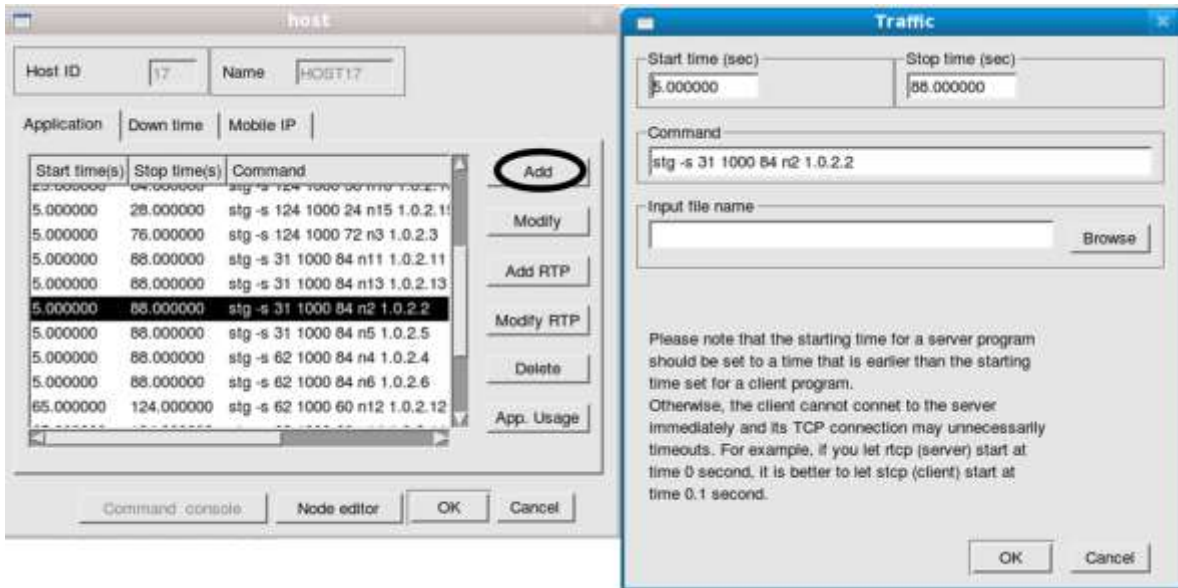 host
Host ID 17 Name HOST17
Application Down time Mobile IP
Start time(s) Stop time(s) Command
5.000000 28.000000 stg -s 124 1000 24 n15 1.0.2.15
5.000000 76.000000 stg -s 124 1000 72 n3 1.0.2.3
5.000000 88.000000 stg -s 31 1000 84 n11 1.0.2.11
5.000000 88.000000 stg -s 31 1000 84 n13 1.0.2.13
5.000000 88.000000 stg -s 31 1000 84 n2 1.0.2.2
5.000000 88.000000 stg -s 31 1000 84 n5 1.0.2.5
5.000000 88.000000 stg -s 62 1000 84 n4 1.0.2.4
5.000000 88.000000 stg -s 62 1000 84 n6 1.0.2.6
65.000000 124.000000 stg -s 62 1000 60 n12 1.0.2.12
Add
Modify
Add RTP
Modify RTP
Delete
App. Usage
Command console Node editor OK Cancel
Traffic
Start time (sec) Stop time (sec)
5.000000 88.000000
Command
stg -s 31 1000 84 n2 1.0.2.2
Input file name
Browse
Please note that the starting time for a server program
should be set to a time that is earlier than the starting
time set for a client program.
Otherwise, the client cannot connet to the server
immediately and its TCP connection may unnecessarily
timeouts. For example, if you let rtcp (server) start at
time 0 second, it is better to let stcp (client) start at
time 0.1 second.
OK Cancel